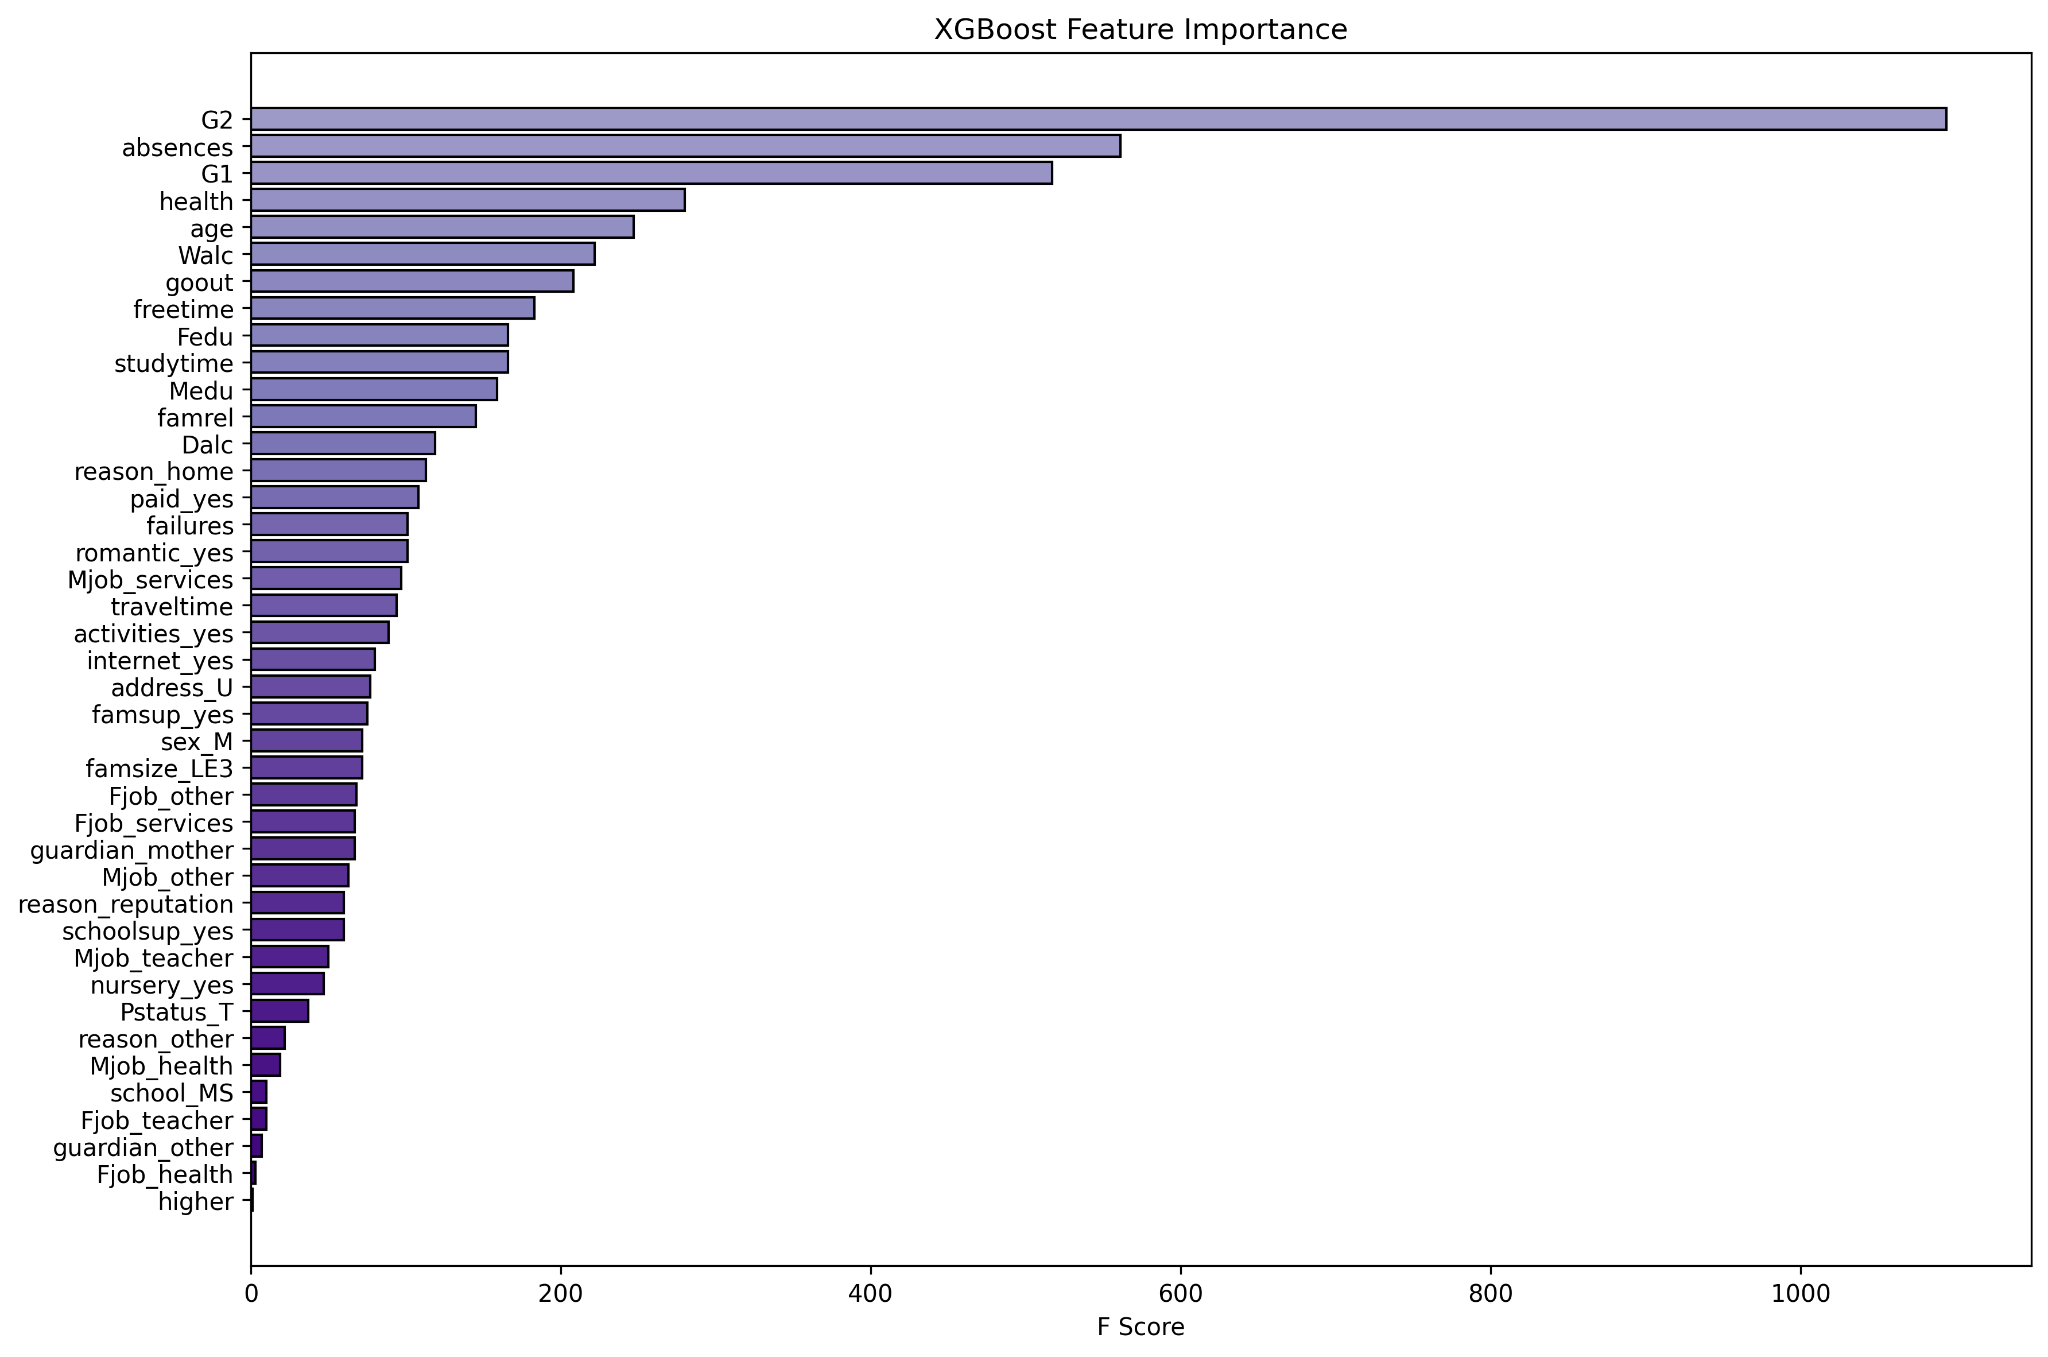 XGBoost Feature Importance
G2
absences
G1
health
age
Walc
goout
freetime
Fedu
studytime
Medu
famrel
Dalc
reason_home
paid_yes
failures
romantic_yes
Mjob_services
traveltime
activities_yes
internet_yes
address_U
famsup_yes
sex_M
famsize_LE3
Fjob_other
Fjob_services
guardian_mother
Mjob_other
reason_reputation
schoolsup_yes
Mjob_teacher
nursery_yes
Pstatus_T
reason_other
Mjob_health
school_MS
Fjob_teacher
guardian_other
Fjob_health
higher
0 200 400 600 800 1000
F Score